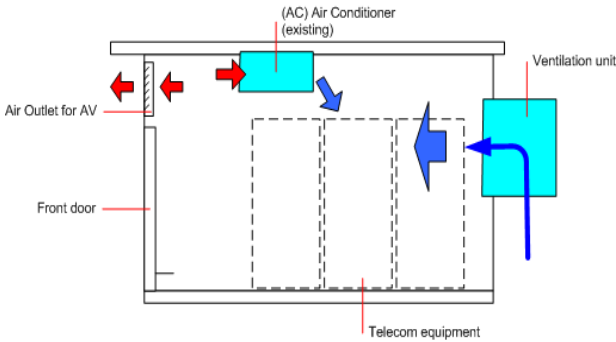 (AC) Air Conditioner
(existing)
Ventilation unit
Air Outlet for AV
Front door
Telecom equipment